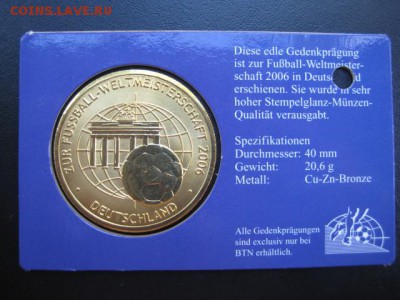 COINS.LAVE.RU
ZUR FUSSBALL-WELTMEISTERSCHAFT 2006
· DEUTSCHLAND ·
Diese edle Gedenkprägung
ist zur Fußball-Weltmeister-
schaft 2006 in Deutschland
erschienen. Sie wurde in sehr
hoher Stempelglanz-Münzen-
Qualität verausgabt.
Spezifikationen
Durchmesser: 40 mm
Gewicht: 20,6 g
Metall: Cu-Zn-Bronze
Alle Gedenkprägungen
sind exclusiv nur bei
BTN erhältlich.